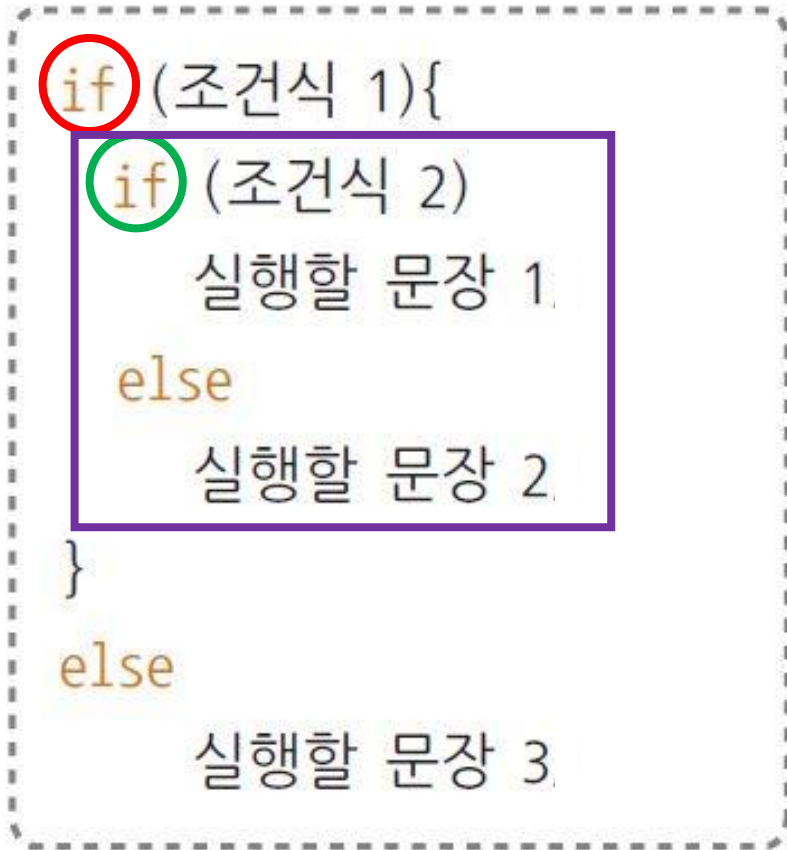 if (조건식 1){
if (조건식 2)
실행할 문장 1;
else
실행할 문장 2;
}
else
실행할 문장 3;